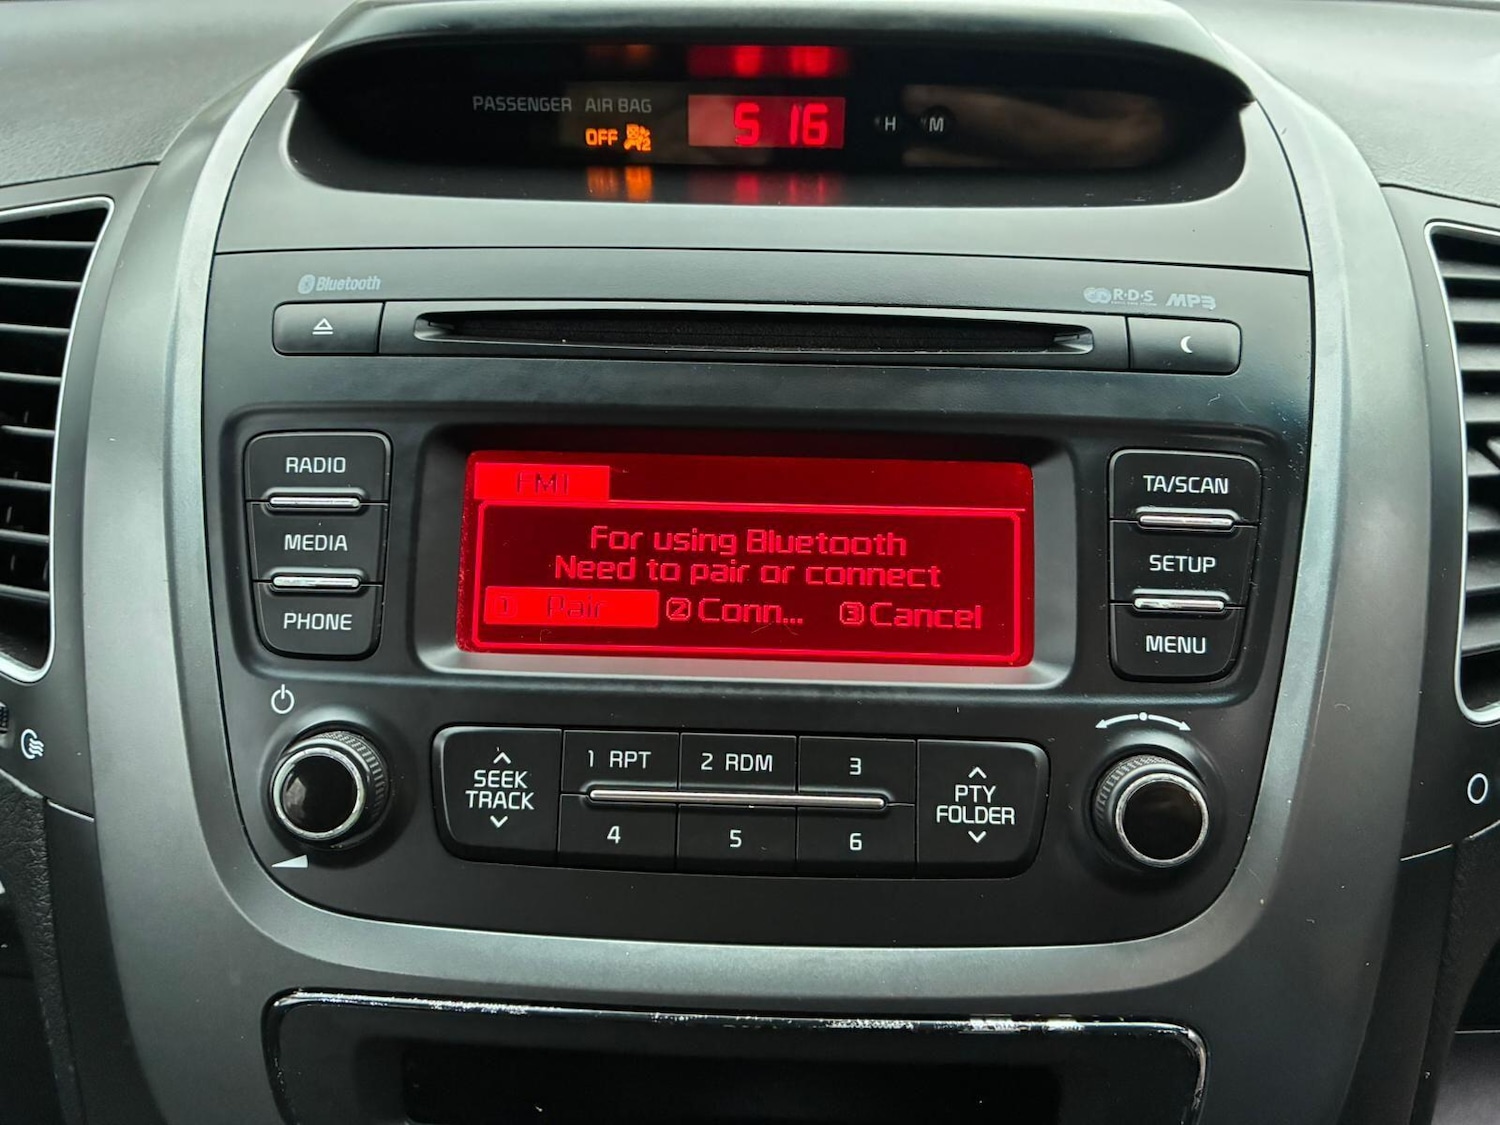 PASSENGER AIR BAG
OFF 2
5 16
H M
Bluetooth
R·D·S MP3
RADIO
MEDIA
PHONE
FM1
For using Bluetooth
Need to pair or connect
1 Pair 2 Conn... 3 Cancel
TA/SCAN
SETUP
MENU
SEEK
TRACK
1 RPT 2 RDM 3
4 5 6
PTY
FOLDER